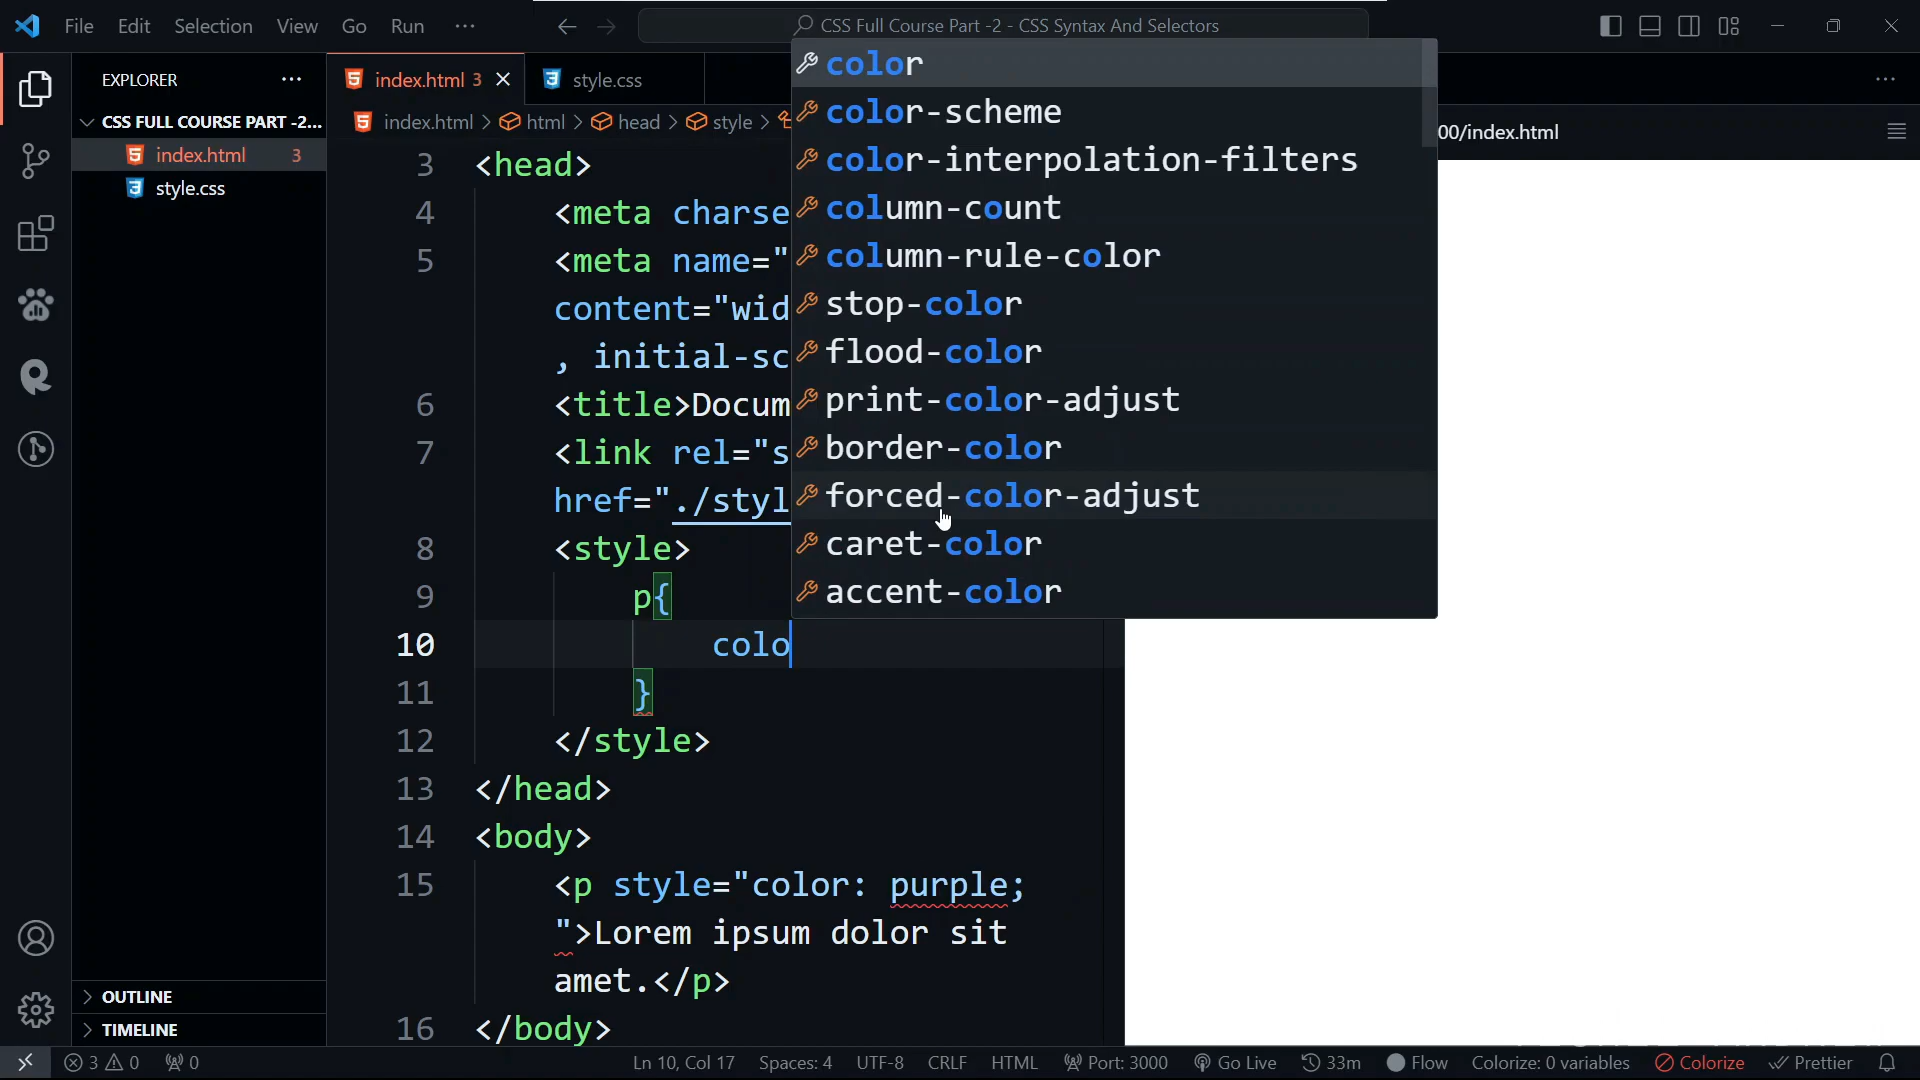 File Edit Selection View Go Run ···
CSS Full Course Part -2 - CSS Syntax And Selectors
EXPLORER
index.html 3
style.css
CSS FULL COURSE PART -2...
index.html 3
style.css
index.html > html > head > style >
00/index.html
color
color-scheme
color-interpolation-filters
column-count
column-rule-color
stop-color
flood-color
print-color-adjust
border-color
forced-color-adjust
caret-color
accent-color
3 <head>
4 <meta charse
5 <meta name="
content="wid
, initial-sc
6 <title>Docum
7 <link rel="s
href="./styl
8 <style>
9 p{
10 colo
11 }
12 </style>
13 </head>
14 <body>
15 <p style="color: purple;
">Lorem ipsum dolor sit
amet.</p>
16 </body>
OUTLINE
TIMELINE
3 0 0 Ln 10, Col 17 Spaces: 4 UTF-8 CRLF HTML Port: 3000 Go Live 33m Flow Colorize: 0 variables Colorize Prettier